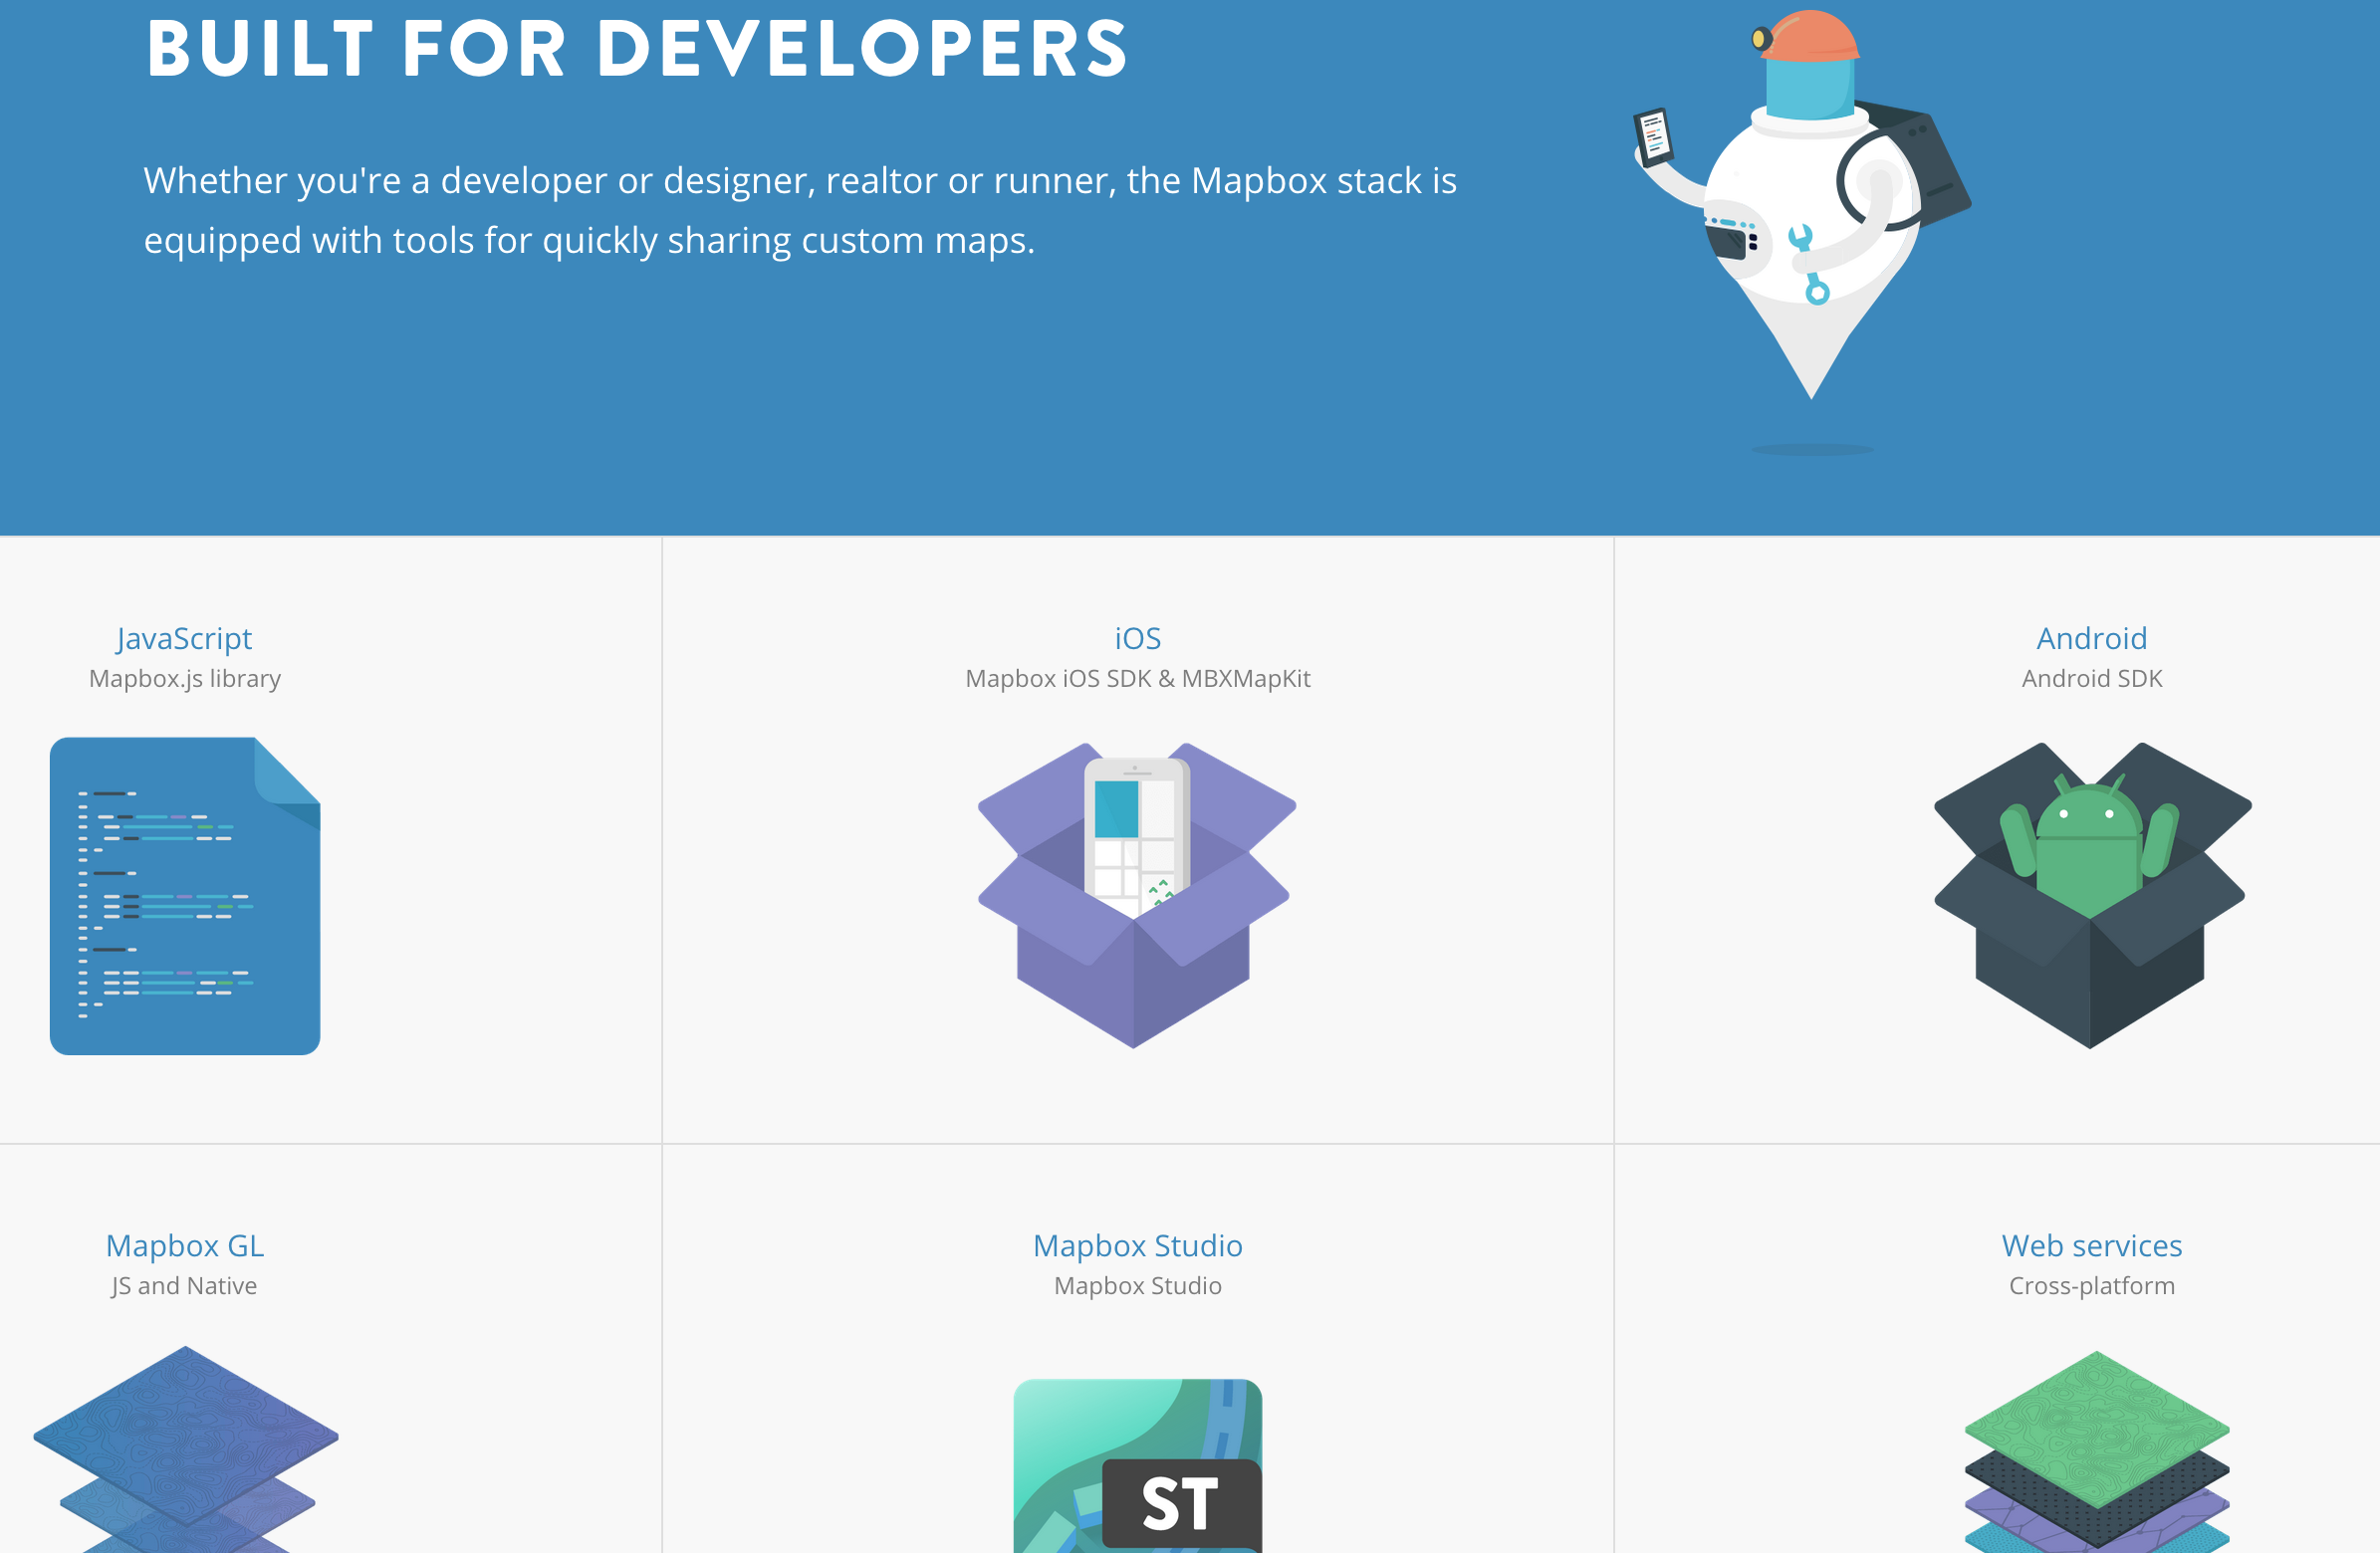 BUILT FOR DEVELOPERS
Whether you're a developer or designer, realtor or runner, the Mapbox stack is
equipped with tools for quickly sharing custom maps.
JavaScript
Mapbox.js library
iOS
Mapbox iOS SDK & MBXMapKit
Android
Android SDK
Mapbox GL
JS and Native
Mapbox Studio
Mapbox Studio
ST
Web services
Cross-platform